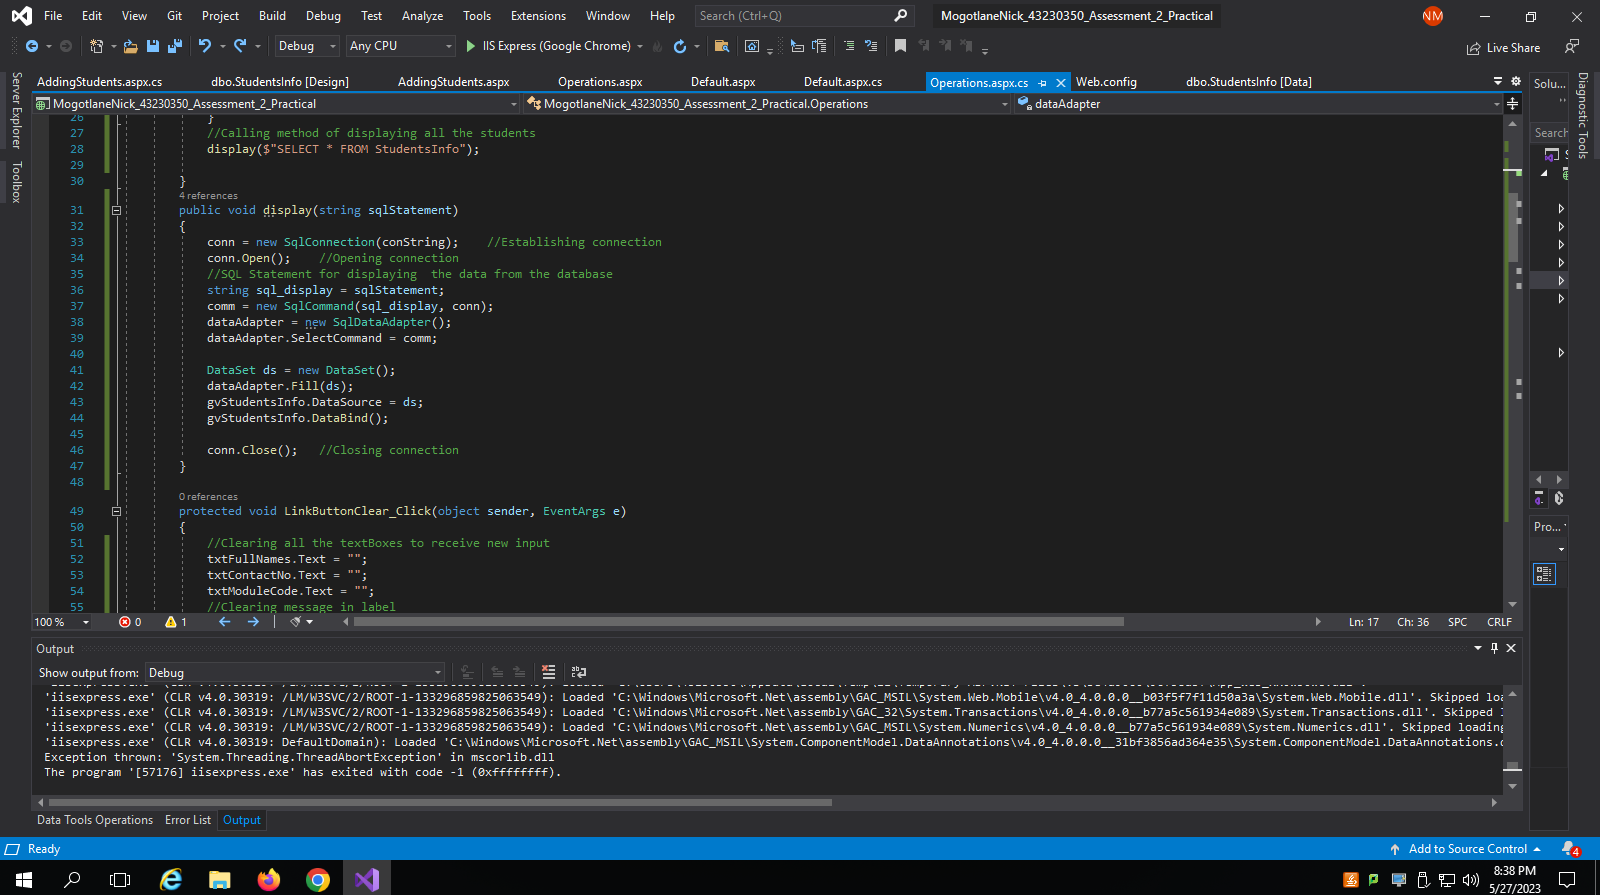 File Edit View Git Project Build Debug Test Analyze Tools Extensions Window Help Search (Ctrl+Q) MogotlaneNick_43230350_Assessment_2_Practical NM
Debug Any CPU IIS Express (Google Chrome) Live Share
AddingStudents.aspx.cs dbo.StudentsInfo [Design] AddingStudents.aspx Operations.aspx Default.aspx Default.aspx.cs Operations.aspx.cs Web.config dbo.StudentsInfo [Data] Solu...
MogotlaneNick_43230350_Assessment_2_Practical MogotlaneNick_43230350_Assessment_2_Practical.Operations dataAdapter
Server Explorer
Toolbox
Diagnostic Tools
Search
26 }
27 //Calling method of displaying all the students
28 display($"SELECT * FROM StudentsInfo");
29
30 }
4 references
31 public void display(string sqlStatement)
32 {
33 conn = new SqlConnection(conString); //Establishing connection
34 conn.Open(); //Opening connection
35 //SQL Statement for displaying  the data from the database
36 string sql_display = sqlStatement;
37 comm = new SqlCommand(sql_display, conn);
38 dataAdapter = new SqlDataAdapter();
39 dataAdapter.SelectCommand = comm;
40
41 DataSet ds = new DataSet();
42 dataAdapter.Fill(ds);
43 gvStudentsInfo.DataSource = ds;
44 gvStudentsInfo.DataBind();
45
46 conn.Close(); //Closing connection
47 }
48
0 references
49 protected void LinkButtonClear_Click(object sender, EventArgs e)
50 {
51 //Clearing all the textBoxes to receive new input
52 txtFullNames.Text = "";
53 txtContactNo.Text = "";
54 txtModuleCode.Text = "";
55 //Clearing message in label
Pro...
100 % 0 1 Ln: 17 Ch: 36 SPC CRLF
Output
Show output from: Debug
'iisexpress.exe' (CLR v4.0.30319: /LM/W3SVC/2/ROOT-1-133296859825063549): Loaded 'C:\Windows\Microsoft.Net\assembly\GAC_MSIL\System.Web.Mobile\v4.0_4.0.0.0__b03f5f7f11d50a3a\System.Web.Mobile.dll'. Skipped loa
'iisexpress.exe' (CLR v4.0.30319: /LM/W3SVC/2/ROOT-1-133296859825063549): Loaded 'C:\Windows\Microsoft.Net\assembly\GAC_32\System.Transactions\v4.0_4.0.0.0__b77a5c561934e089\System.Transactions.dll'. Skipped l
'iisexpress.exe' (CLR v4.0.30319: /LM/W3SVC/2/ROOT-1-133296859825063549): Loaded 'C:\Windows\Microsoft.Net\assembly\GAC_MSIL\System.Numerics\v4.0_4.0.0.0__b77a5c561934e089\System.Numerics.dll'. Skipped loading
'iisexpress.exe' (CLR v4.0.30319: DefaultDomain): Loaded 'C:\Windows\Microsoft.Net\assembly\GAC_MSIL\System.ComponentModel.DataAnnotations\v4.0_4.0.0.0__31bf3856ad364e35\System.ComponentModel.DataAnnotations.d
Exception thrown: 'System.Threading.ThreadAbortException' in mscorlib.dll
The program '[57176] iisexpress.exe' has exited with code -1 (0xffffffff).
Data Tools Operations Error List Output
Ready Add to Source Control 4
8:38 PM
5/27/2023